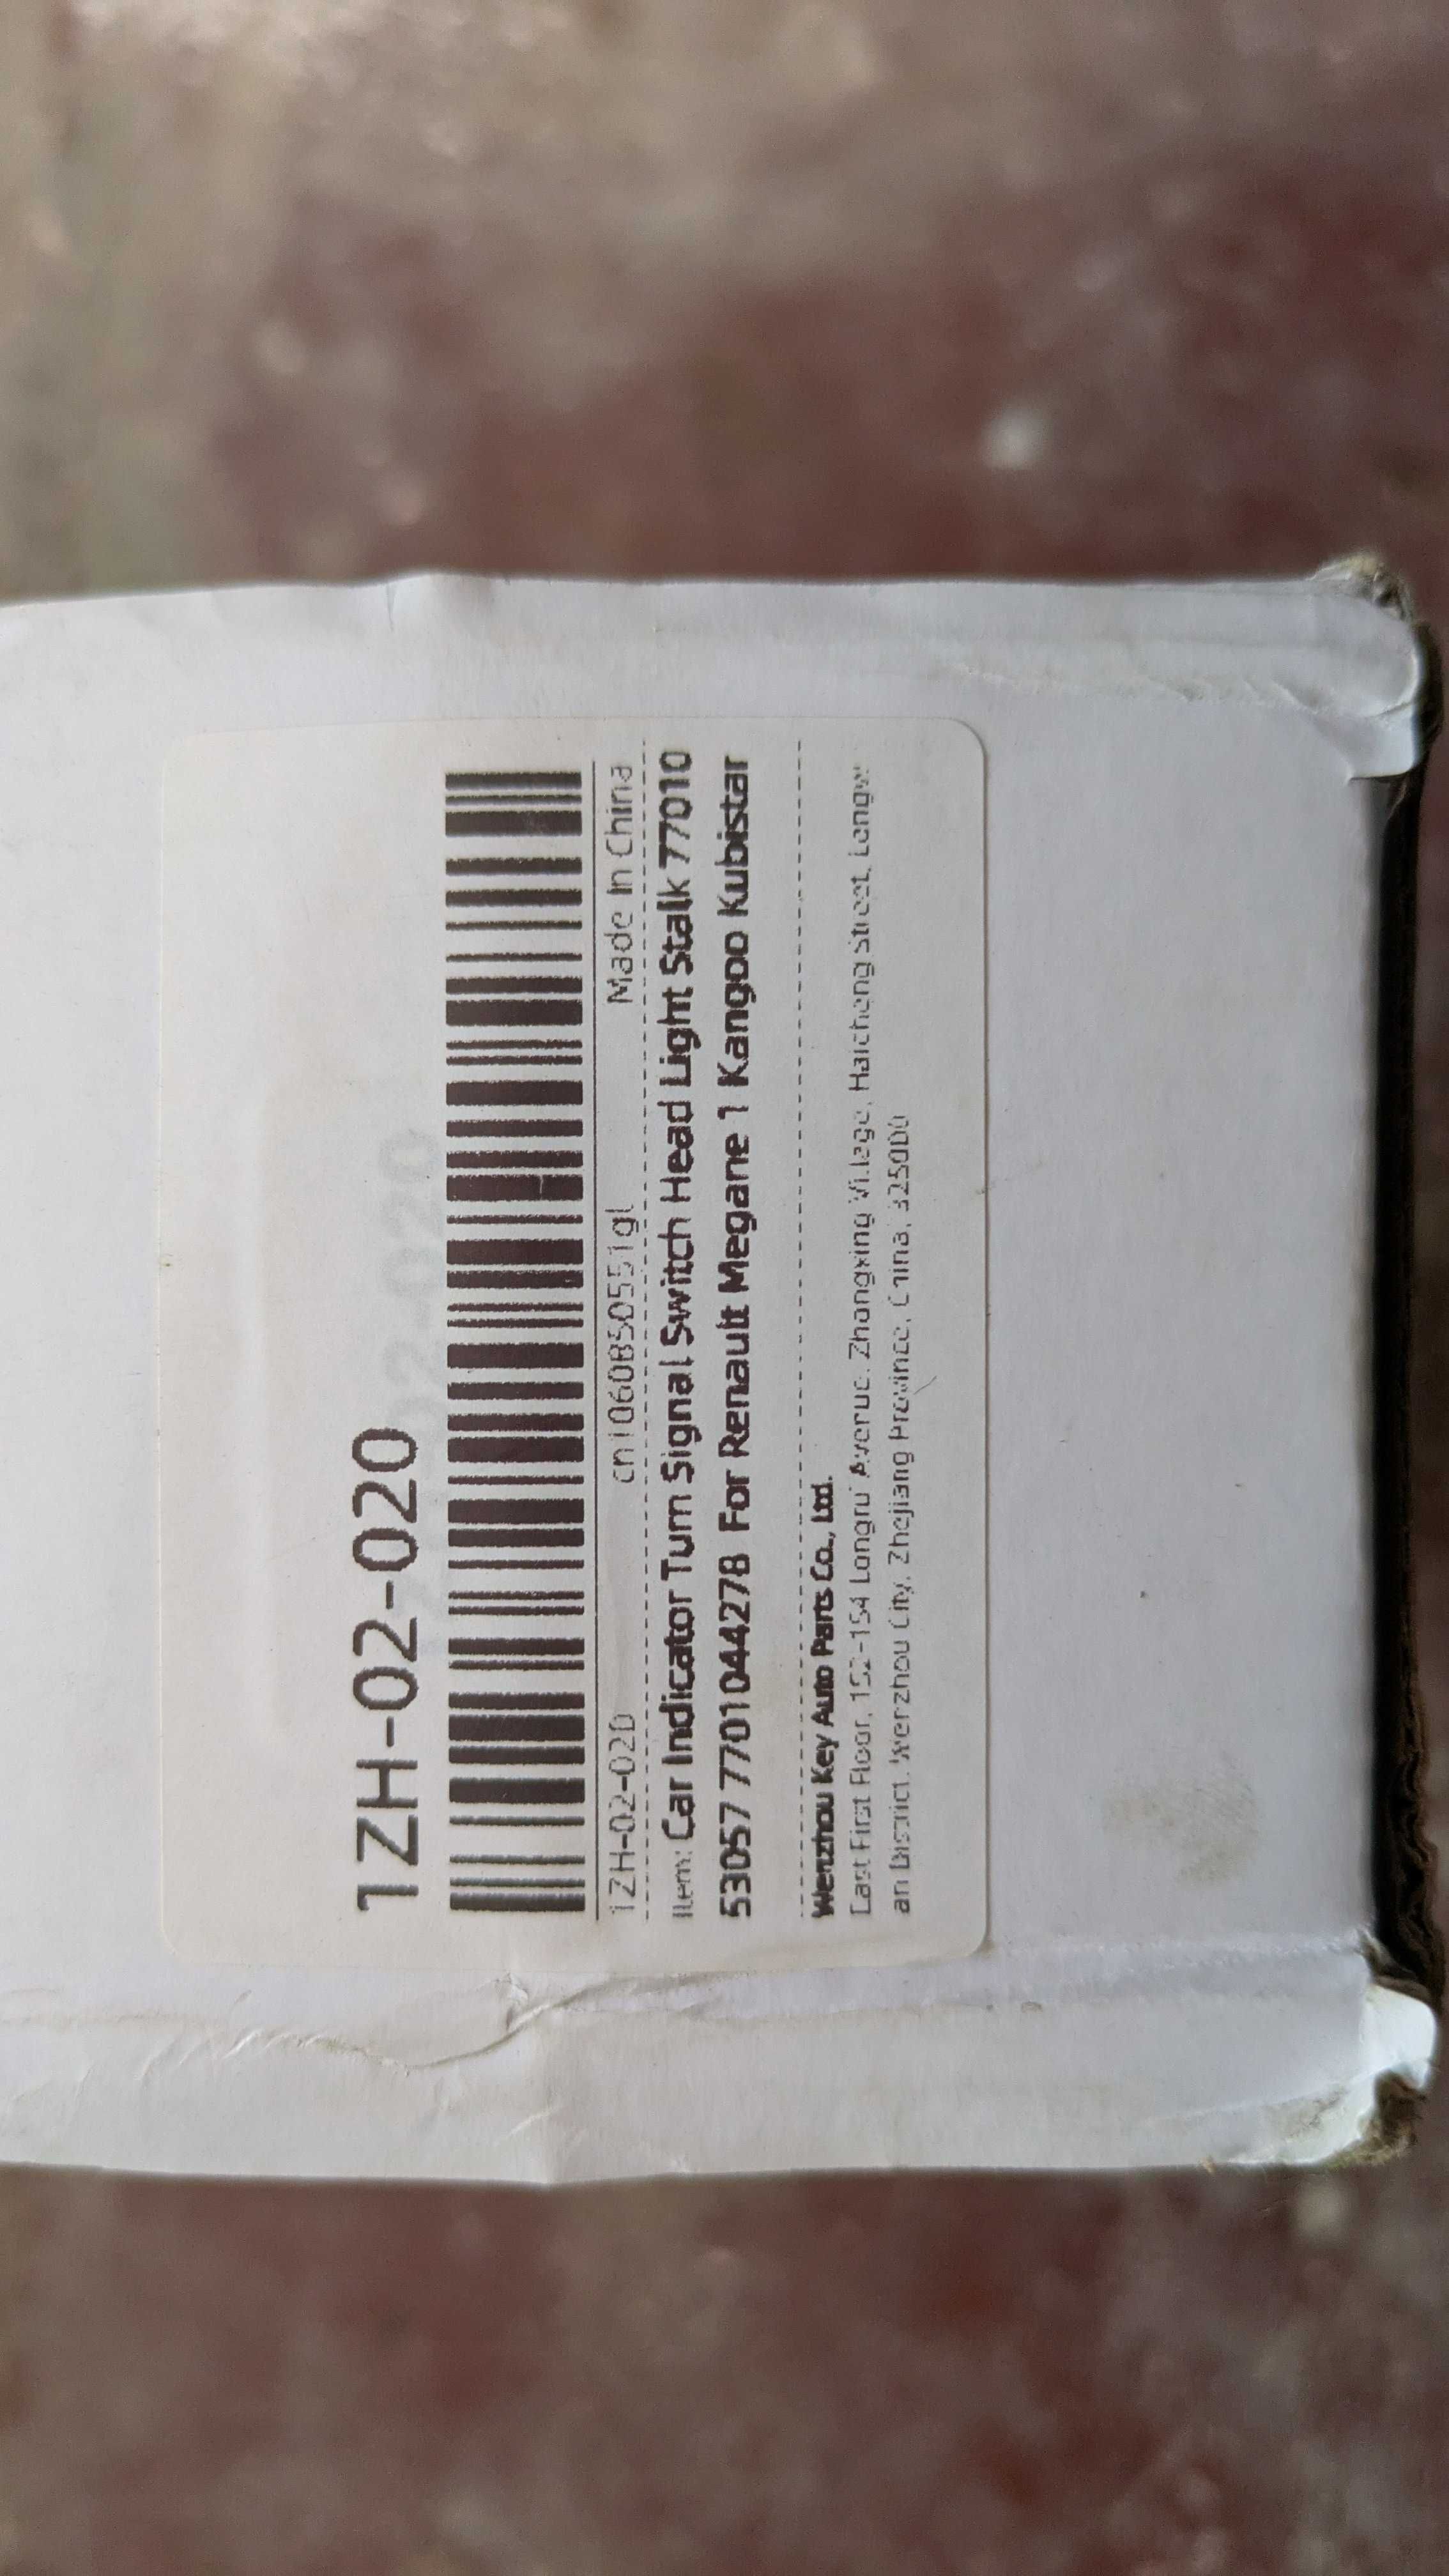 1ZH-02-020
1ZH-02-020 cn1060850551gl Made In China
Item: Car Indicator Turn Signal Switch Head Light Stalk 77010
53057 7701044278 For Renault Megane 1 Kangoo Kubistar
Wenzhou Key Auto Parts Co., Ltd.
East First Floor, 152-154 Longrui Avenue, Zhongxing Village, Haicheng Street, Longw
an District, Wenzhou City, Zhejiang Province, China, 325000